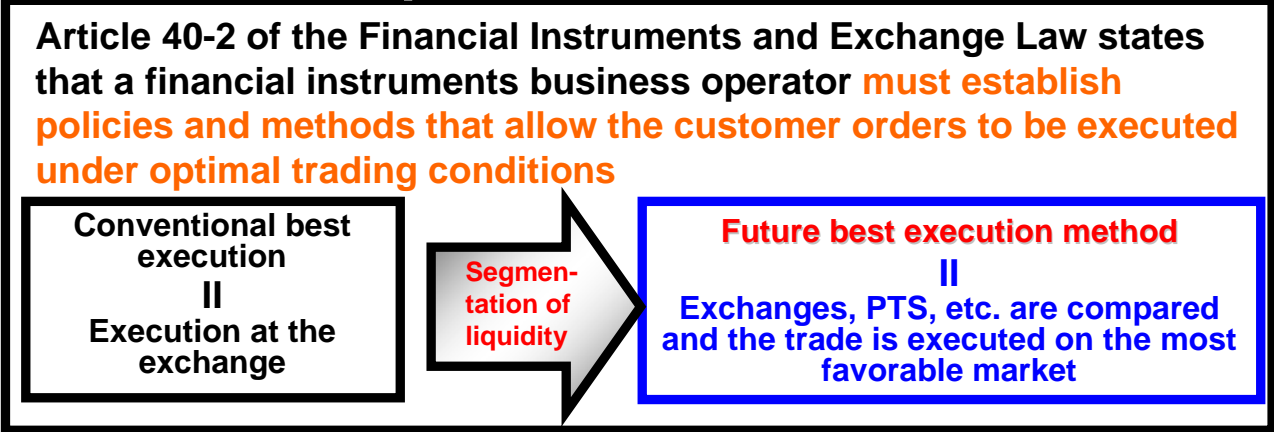 Article 40-2 of the Financial Instruments and Exchange Law states
that a financial instruments business operator must establish
policies and methods that allow the customer orders to be executed
under optimal trading conditions
Conventional best
execution
II
Execution at the
exchange
Segmen-
tation of
liquidity
Future best execution method
II
Exchanges, PTS, etc. are compared
and the trade is executed on the most
favorable market